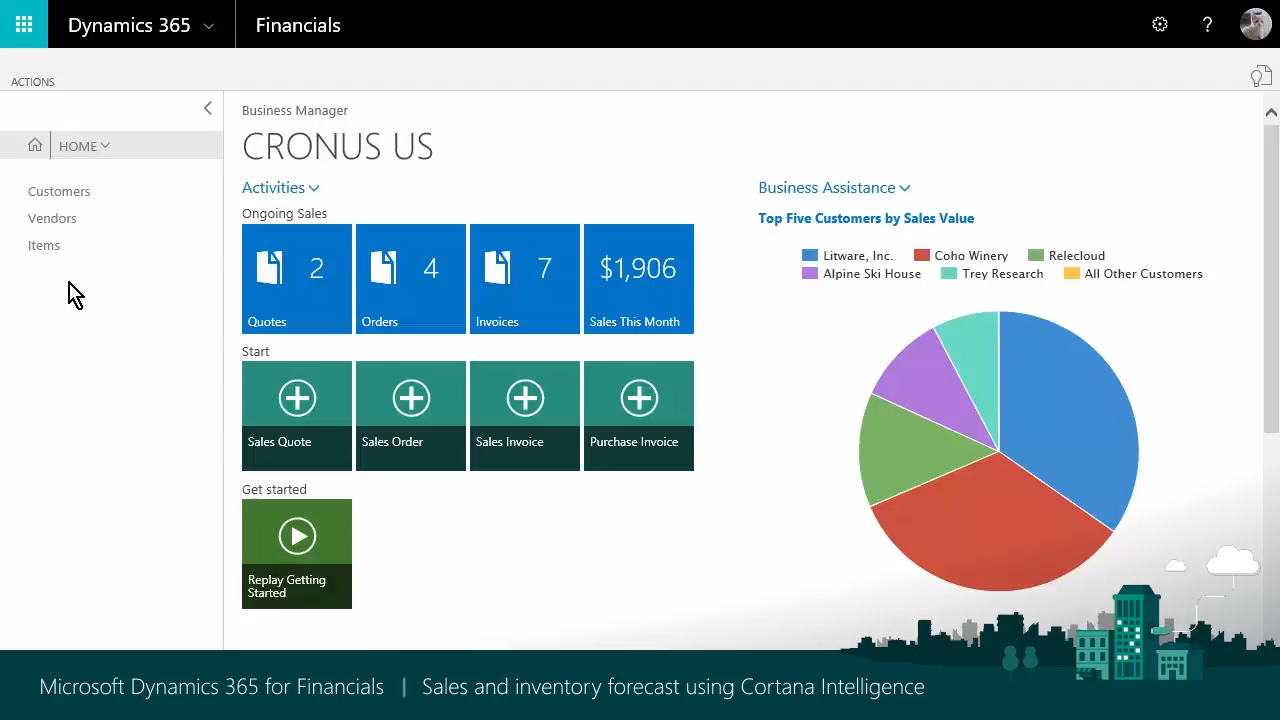 Dynamics 365
Financials
?
ACTIONS
HOME
Customers
Vendors
Items
Business Manager
CRONUS US
Activities
Ongoing Sales
2
Quotes
4
Orders
7
Invoices
$1,906
Sales This Month
Start
Sales Quote
Sales Order
Sales Invoice
Purchase Invoice
Get started
Replay Getting
Started
Business Assistance
Top Five Customers by Sales Value
Litware, Inc.
Coho Winery
Relecloud
Alpine Ski House
Trey Research
All Other Customers
Microsoft Dynamics 365 for Financials | Sales and inventory forecast using Cortana Intelligence